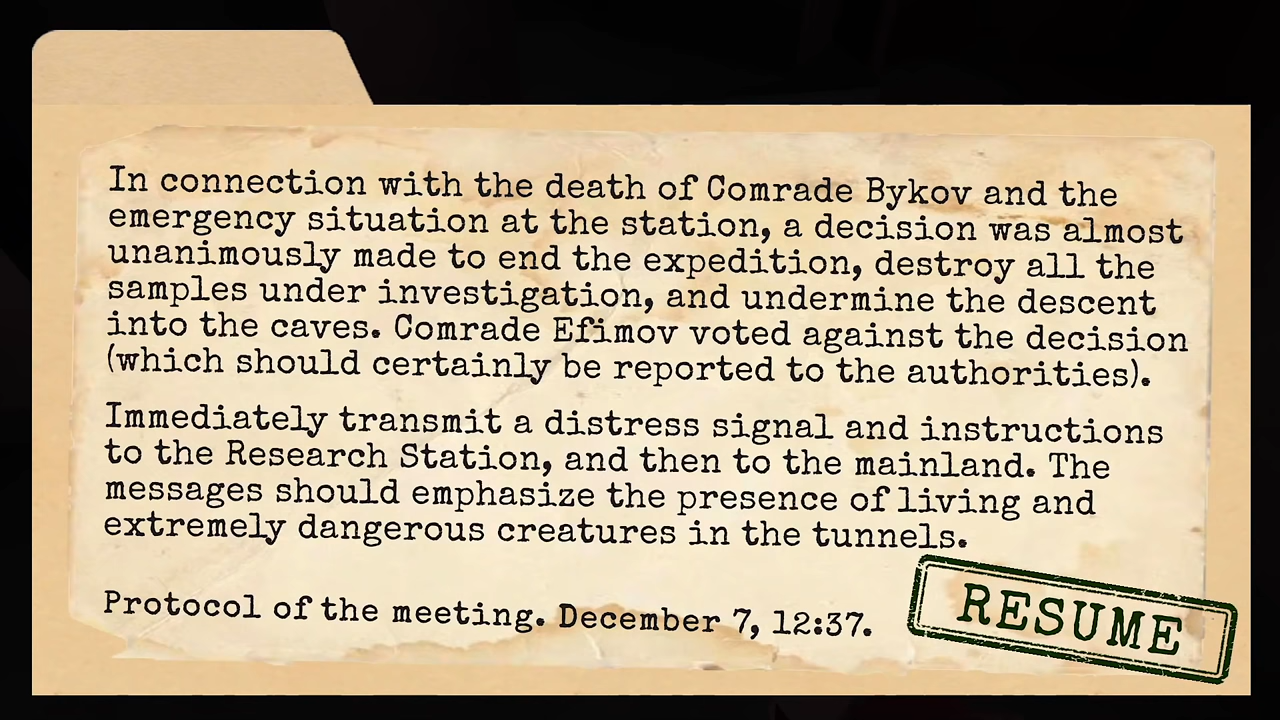 In connection with the death of Comrade Bykov and the
emergency situation at the station, a decision was almost
unanimously made to end the expedition, destroy all the
samples under investigation, and undermine the descent
into the caves. Comrade Efimov voted against the decision
(which should certainly be reported to the authorities).
Immediately transmit a distress signal and instructions
to the Research Station, and then to the mainland. The
messages should emphasize the presence of living and
extremely dangerous creatures in the tunnels.
Protocol of the meeting. December 7, 12:37.
RESUME